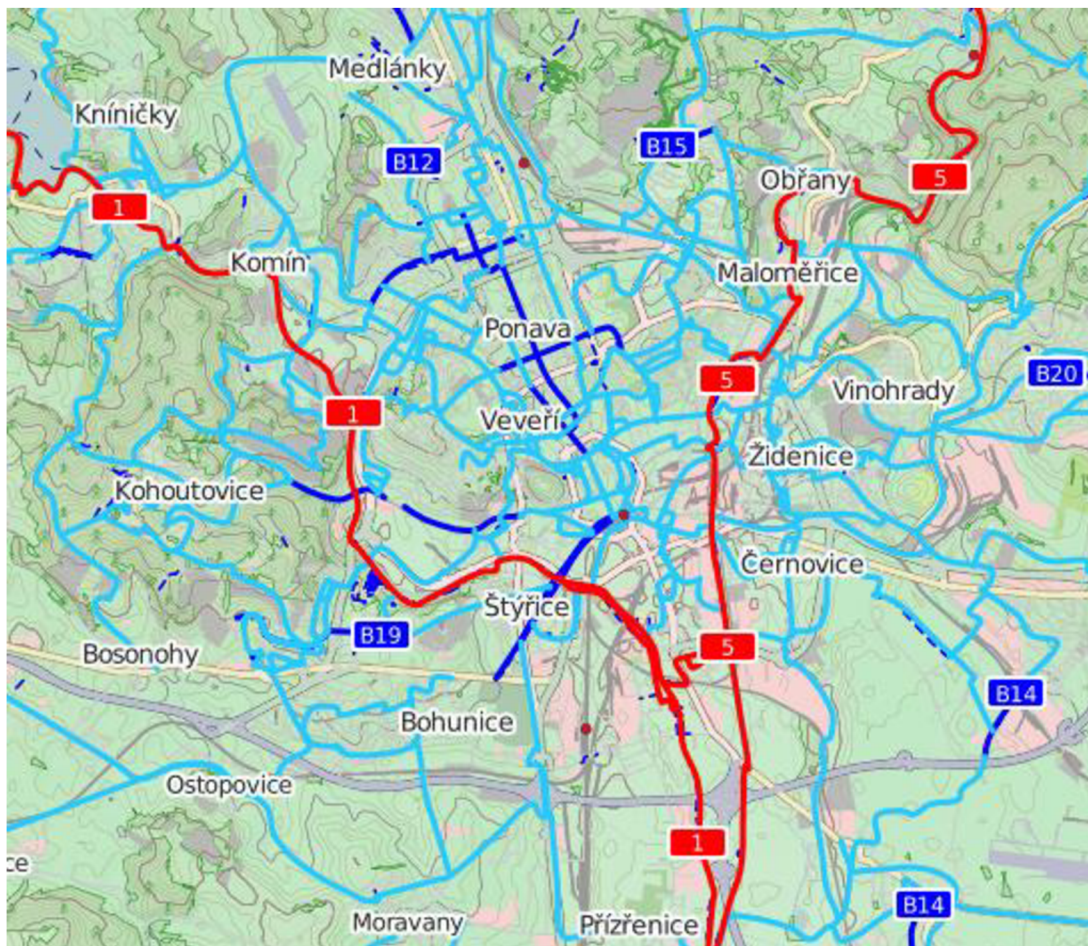 Medlánky
Kníničky
B12
B15
Obřany
5
1
Komín
Maloměřice
Ponava
5
B20
Vinohrady
1
Veveří
Židenice
Kohoutovice
Černovice
Štýřice
B19
5
Bosonohy
B14
Bohunice
Ostopovice
1
ce
B14
Moravany
Přízřenice